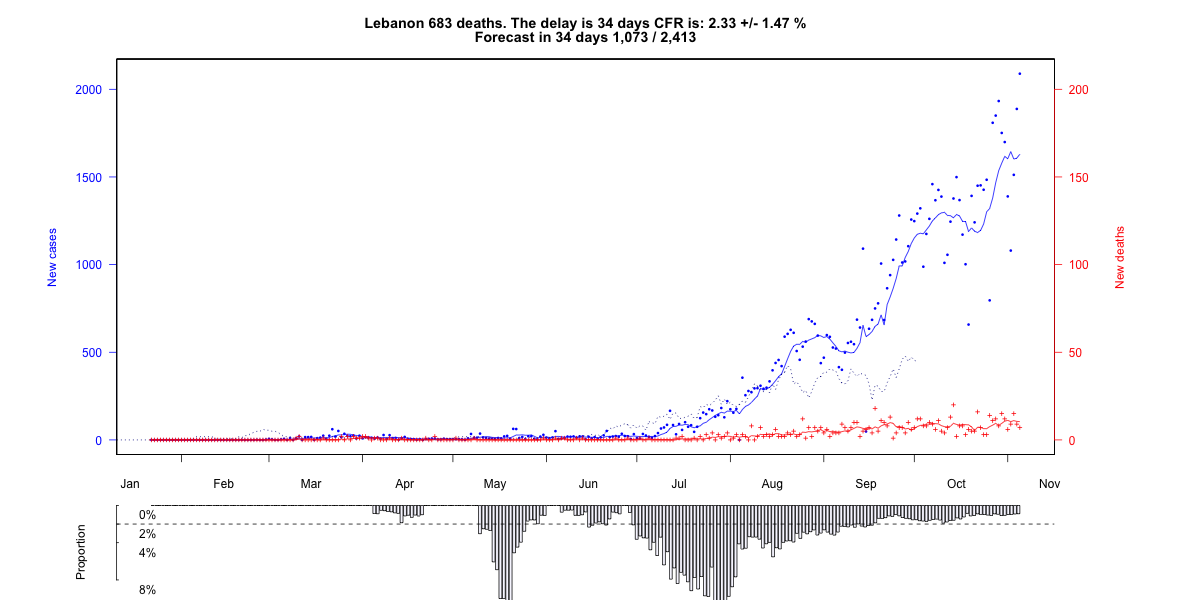 Lebanon 683 deaths. The delay is 34 days CFR is: 2.33 +/- 1.47 %
Forecast in 34 days 1,073 / 2,413
2000
1500
1000
500
0
New cases
200
150
100
50
0
New deaths
Jan Feb Mar Apr May Jun Jul Aug Sep Oct Nov
Proportion
0%
2%
4%
8%